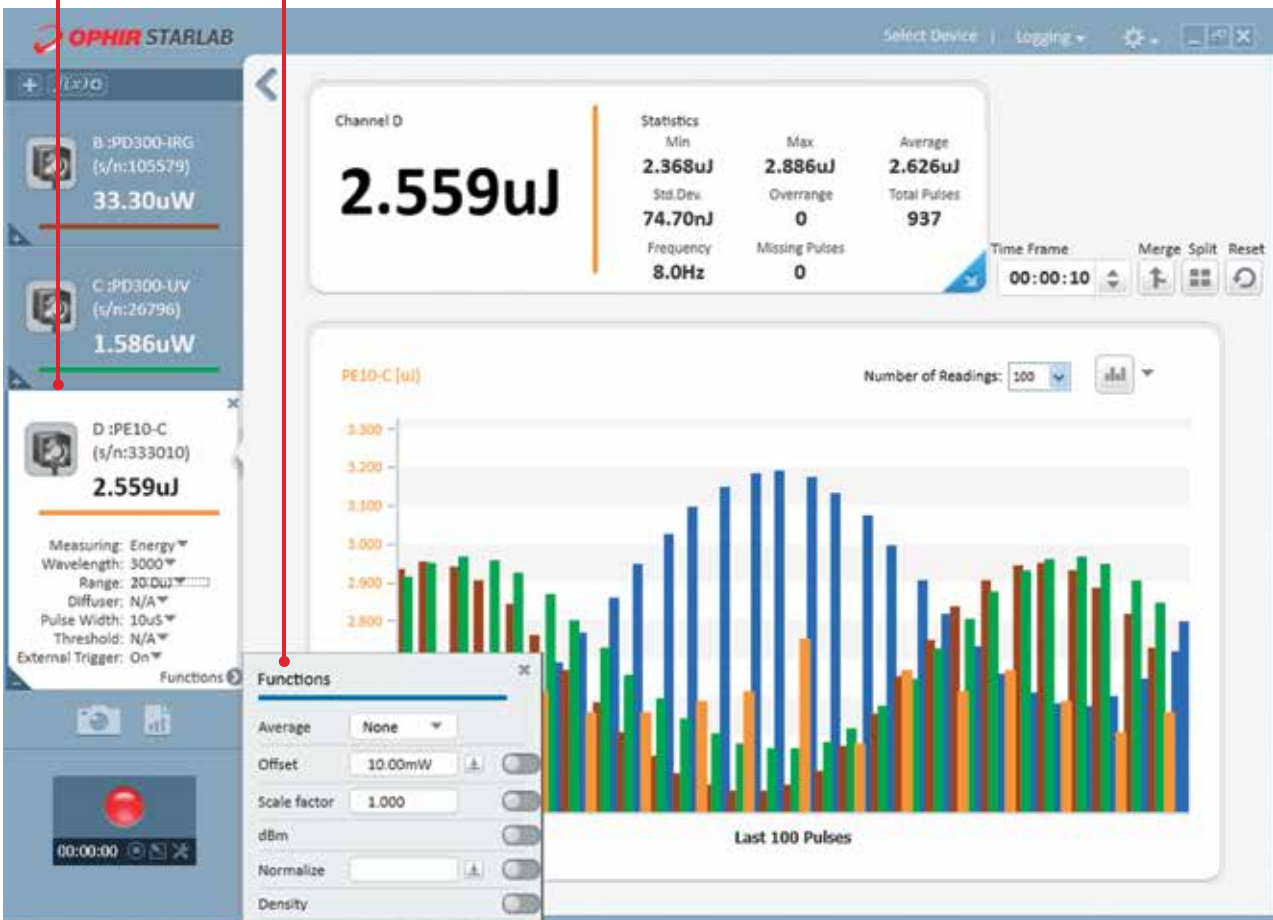 OPHIR STARLAB
Select Device | Logging
+ f(x)
B :PD300-IRG
(s/n:105579)
33.30uW
C :PD300-UV
(s/n:26796)
1.586uW
D :PE10-C
(s/n:333010)
2.559uJ
Measuring: Energy
Wavelength: 3000
Range: 20.0uJ
Diffuser: N/A
Pulse Width: 10uS
Threshold: N/A
External Trigger: On
Functions
00:00:00
Channel D
2.559uJ
Statistics
Min Max Average
2.368uJ 2.886uJ 2.626uJ
Std.Dev. Overrange Total Pulses
74.70nJ 0 937
Frequency Missing Pulses
8.0Hz 0
Time Frame Merge Split Reset
00:00:10
PE10-C [uJ]
Number of Readings: 100
3.300
3.200
3.100
3.000
2.900
2.800
Last 100 Pulses
Functions
Average None
Offset 10.00mW
Scale factor 1.000
dBm
Normalize
Density